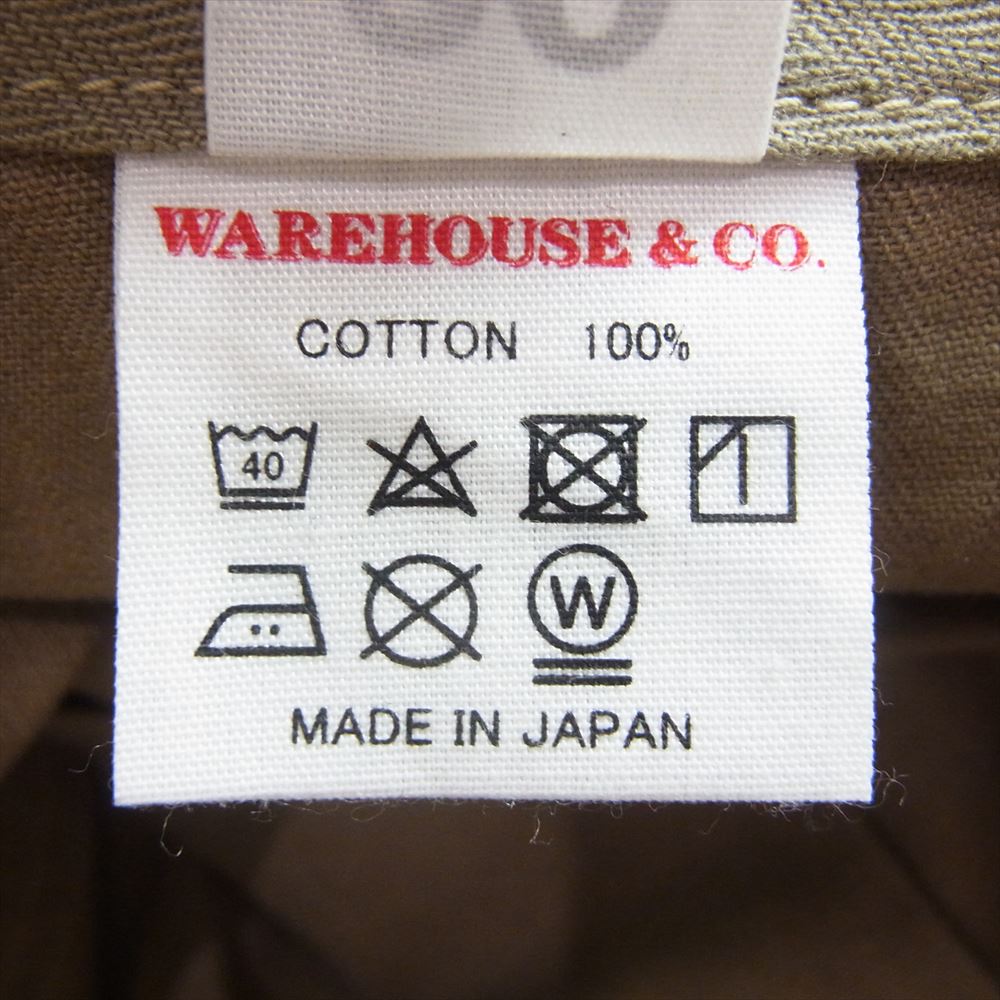 WAREHOUSE & CO.
COTTON 100%
40
W
MADE IN JAPAN